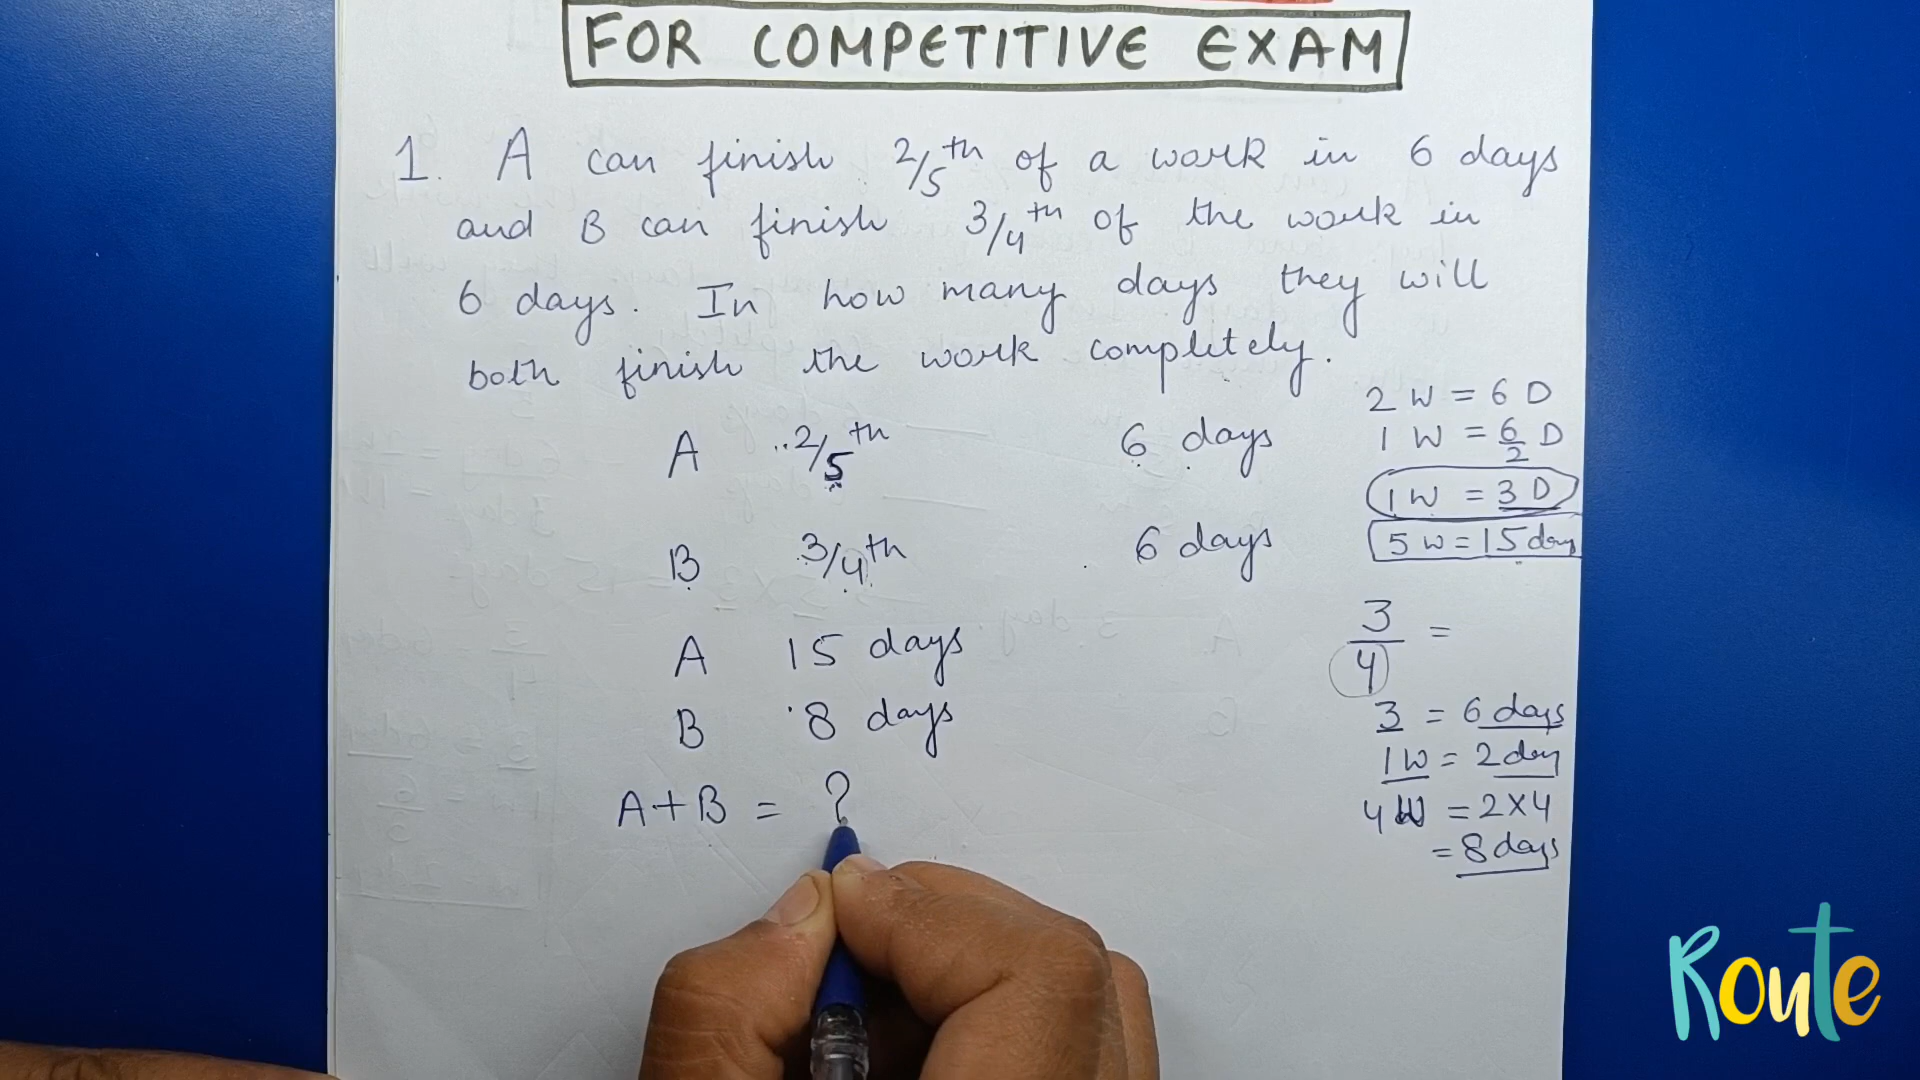 FOR COMPETITIVE EXAM
1. A can finish 2/5th of a work in 6 days
and B can finish 3/4th of the work in
6 days. In how many days they will
both finish the work completely.
A 2/5th 6 days
B 3/4th 6 days
A 15 days
B 8 days
A+B = ?
2 W = 6 D
1 W = 6/2 D
1 W = 3 D
5 W = 15 day
3/4 =
3 = 6 days
1W = 2 day
4 W = 2×4
= 8 days
Route